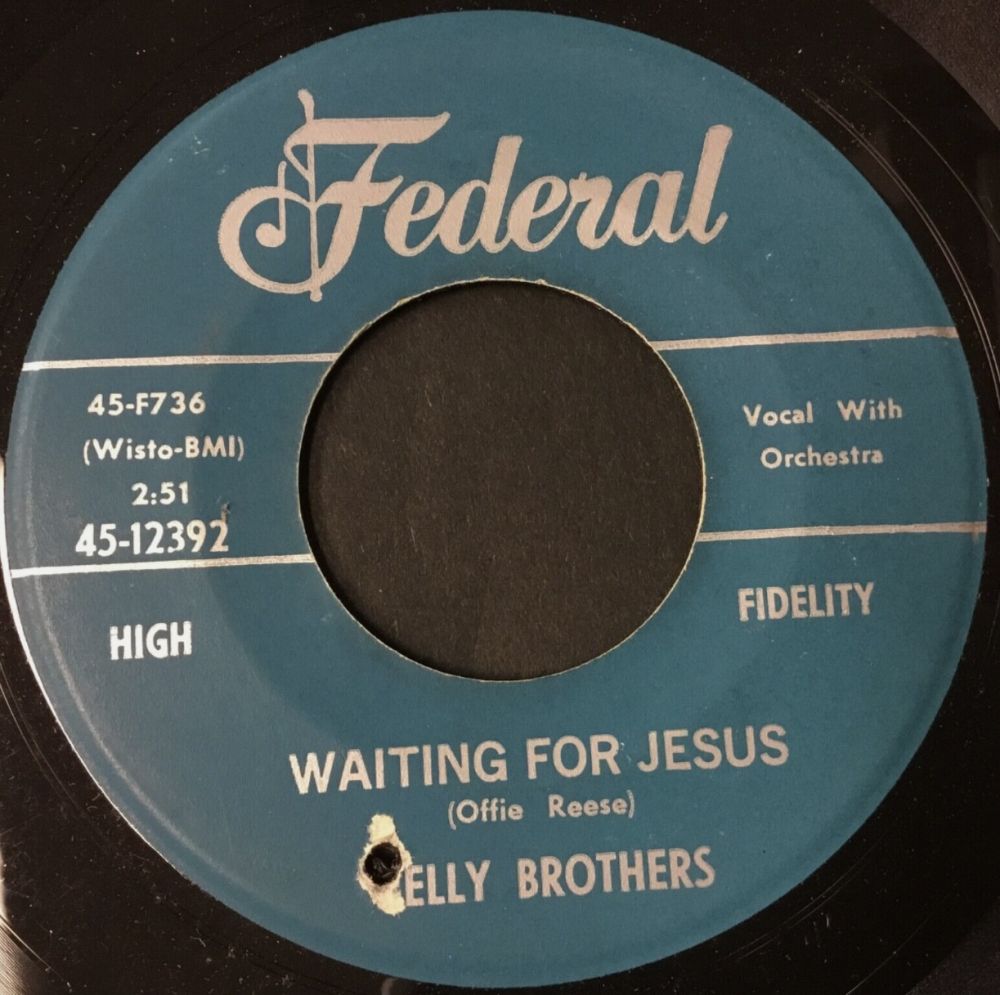 Federal
45-F736
(Wisto-BMI)
2:51
45-12392
Vocal With
Orchestra
HIGH
FIDELITY
WAITING FOR JESUS
(Offie Reese)
ELLY BROTHERS